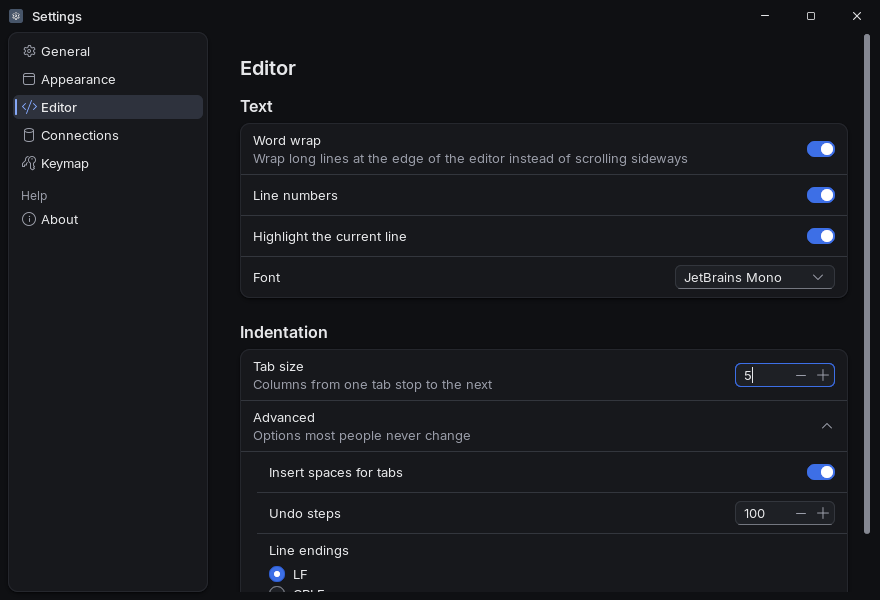 Settings
General
Appearance
Editor
Connections
Keymap
Help
About
Editor
Text
Word wrap
Wrap long lines at the edge of the editor instead of scrolling sideways
Line numbers
Highlight the current line
Font
JetBrains Mono
Indentation
Tab size
Columns from one tab stop to the next
5
Advanced
Options most people never change
Insert spaces for tabs
Undo steps
100
Line endings
LF